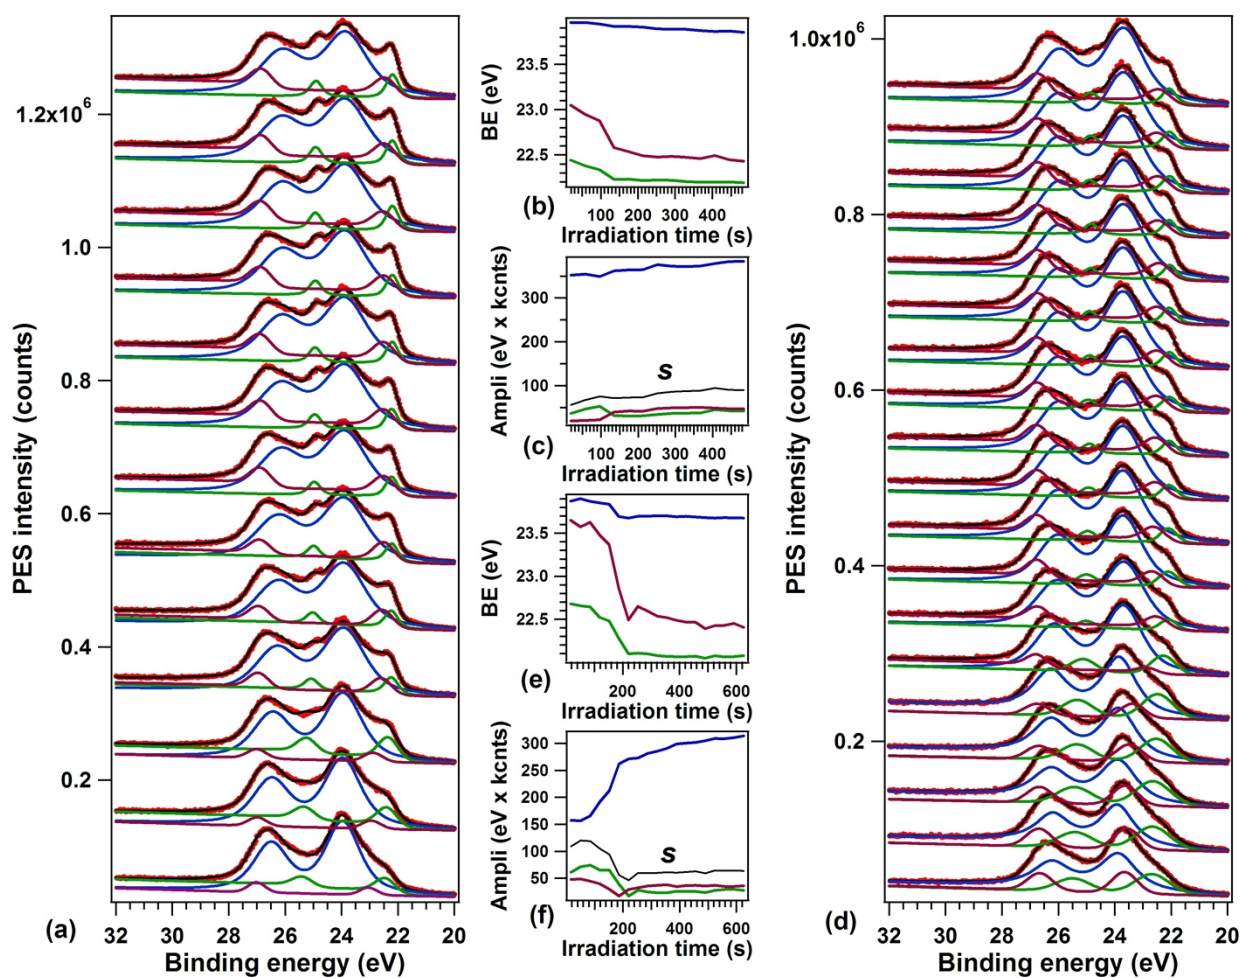 PES intensity (counts)
1.2x10⁶
1.0
0.8
0.6
0.4
0.2
32 30 28 26 24 22 20
Binding energy (eV)
(a)
BE (eV)
23.5
23.0
22.5
100 200 300 400
Irradiation time (s)
(b)
Ampli (eV x kcnts)
300
200
100
s
100 200 300 400
Irradiation time (s)
(c)
BE (eV)
23.5
23.0
22.5
200 400 600
Irradiation time (s)
(e)
Ampli (eV x kcnts)
300
250
200
150
100
50
s
200 400 600
Irradiation time (s)
(f)
PES intensity (counts)
1.0x10⁶
0.8
0.6
0.4
0.2
32 30 28 26 24 22 20
Binding energy (eV)
(d)